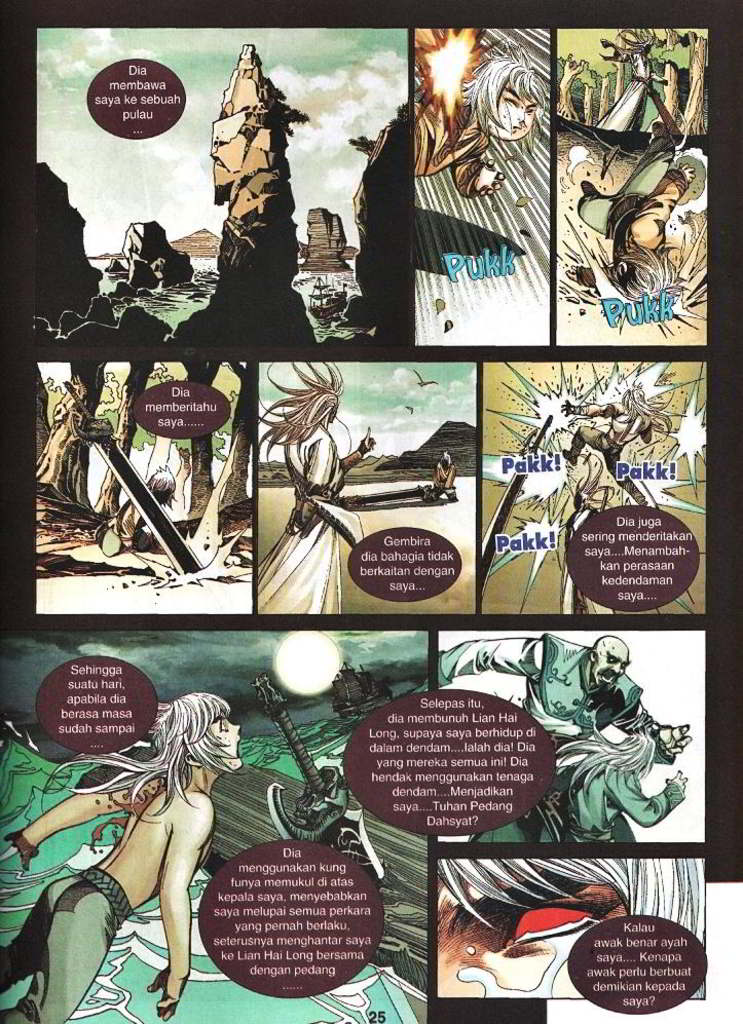 Dia
membawa
saya ke sebuah
pulau
...
PUKK
PUKK
Dia
memberitahu
saya......
Gembira
dia bahagia tidak
berkaitan dengan
saya...
Pakk!
Pakk!
Pakk!
Dia juga
sering menderitakan
saya....Menambah-
kan perasaan
kedendaman
saya....
Sehingga
suatu hari,
apabila dia
berasa masa
sudah sampai
....
Selepas itu,
dia membunuh Lian Hai
Long, supaya saya berhidup di
dalam dendam....Ialah dia! Dia
yang mereka semua ini! Dia
hendak menggunakan tenaga
dendam....Menjadikan
saya....Tuhan Pedang
Dahsyat?
Dia
menggunakan kung
funya memukul di atas
kepala saya, menyebabkan
saya melupai semua perkara
yang pernah berlaku,
seterusnya menghantar saya
ke Lian Hai Long bersama
dengan pedang
......
Kalau
awak benar ayah
saya.... Kenapa
awak perlu berbuat
demikian kepada
saya?
25